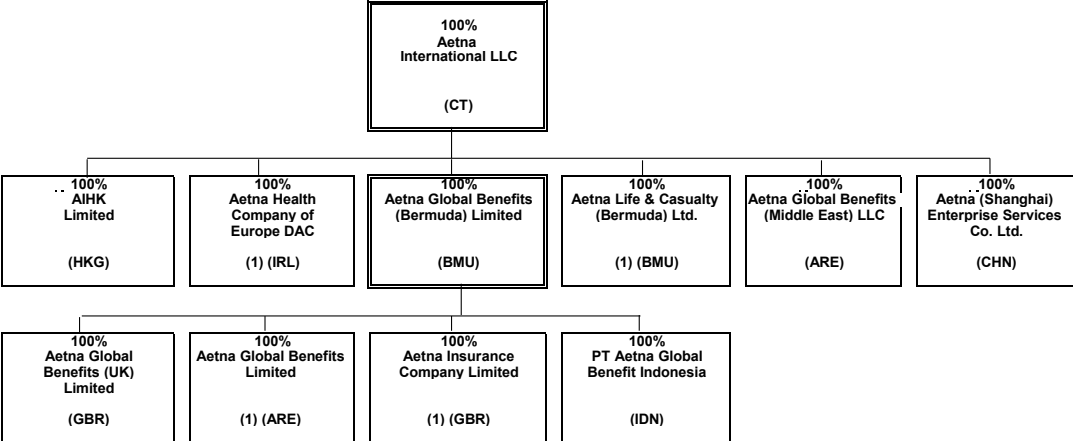 100%
Aetna
International LLC
(CT)
100%
AIHK
Limited
(HKG)
100%
Aetna Health
Company of
Europe DAC
(1) (IRL)
100%
Aetna Global Benefits
(Bermuda) Limited
(BMU)
100%
Aetna Life & Casualty
(Bermuda) Ltd.
(1) (BMU)
100%
Aetna Global Benefits
(Middle East) LLC
(ARE)
100%
Aetna (Shanghai)
Enterprise Services
Co. Ltd.
(CHN)
100%
Aetna Global
Benefits (UK)
Limited
(GBR)
100%
Aetna Global Benefits
Limited
(1) (ARE)
100%
Aetna Insurance
Company Limited
(1) (GBR)
100%
PT Aetna Global
Benefit Indonesia
(IDN)